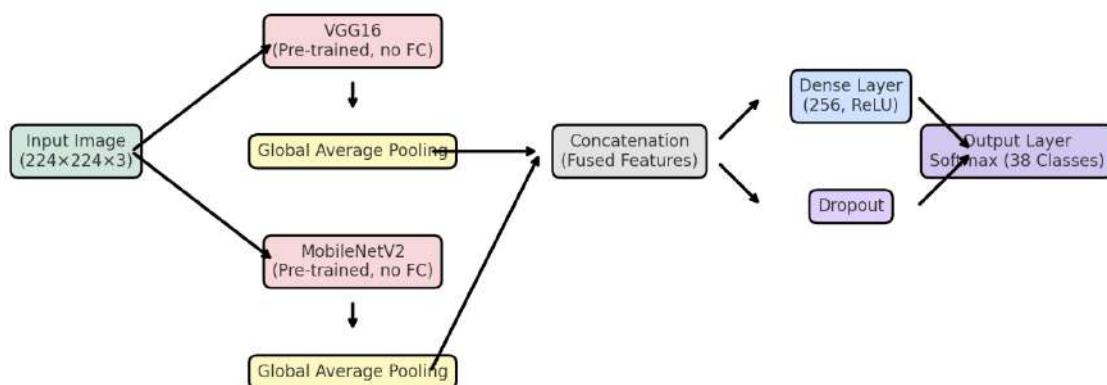 VGG16
(Pre-trained, no FC)
Input Image
(224×224×3)
Global Average Pooling
MobileNetV2
(Pre-trained, no FC)
Global Average Pooling
Concatenation
(Fused Features)
Dense Layer
(256, ReLU)
Dropout
Output Layer
Softmax (38 Classes)